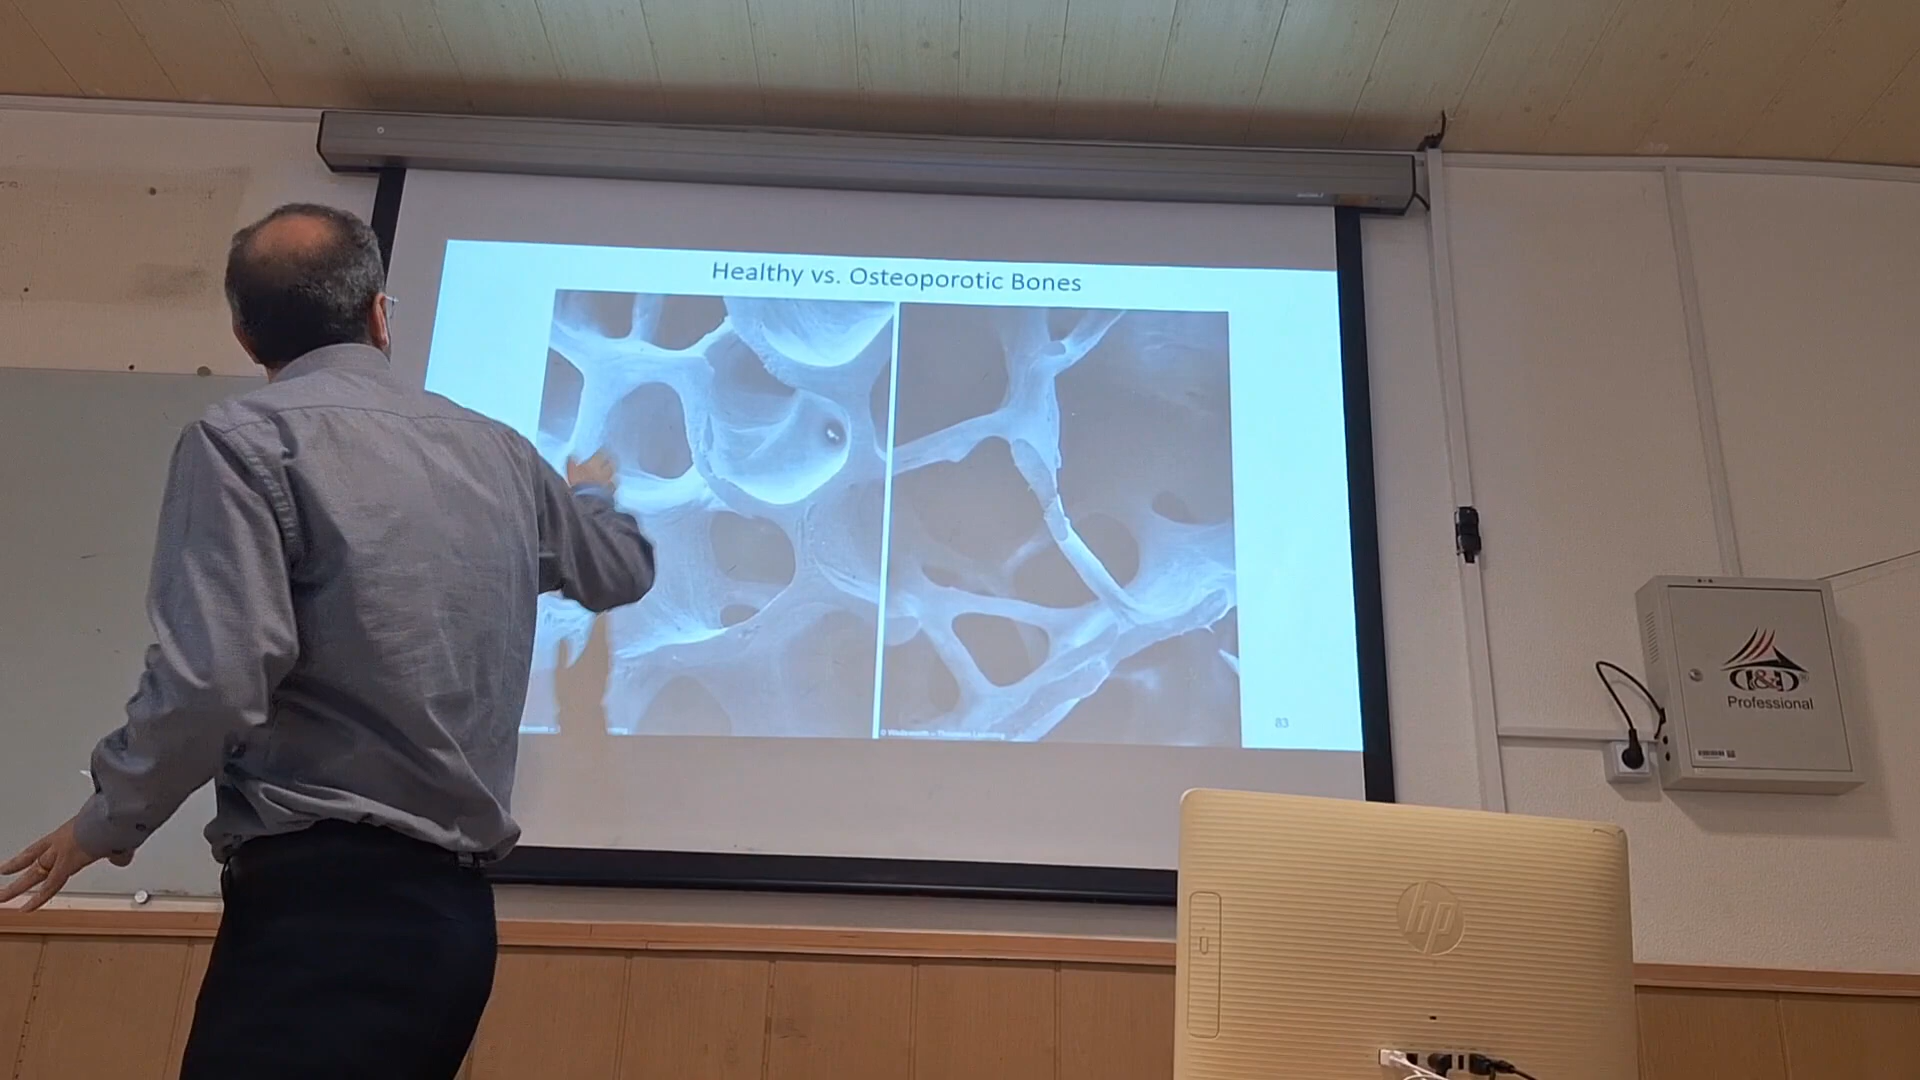 Healthy vs. Osteoporotic Bones
© Wadsworth – Thomson Learning
83
Professional
hp